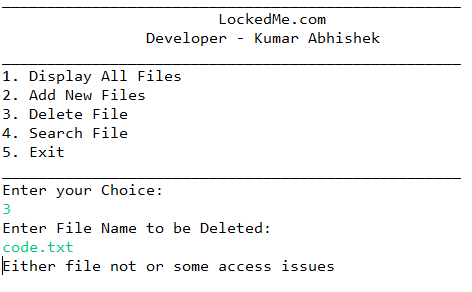 LockedMe.com
Developer - Kumar Abhishek
1. Display All Files
2. Add New Files
3. Delete File
4. Search File
5. Exit
Enter your Choice:
3
Enter File Name to be Deleted:
code.txt
Either file not or some access issues